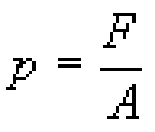 p = F/A